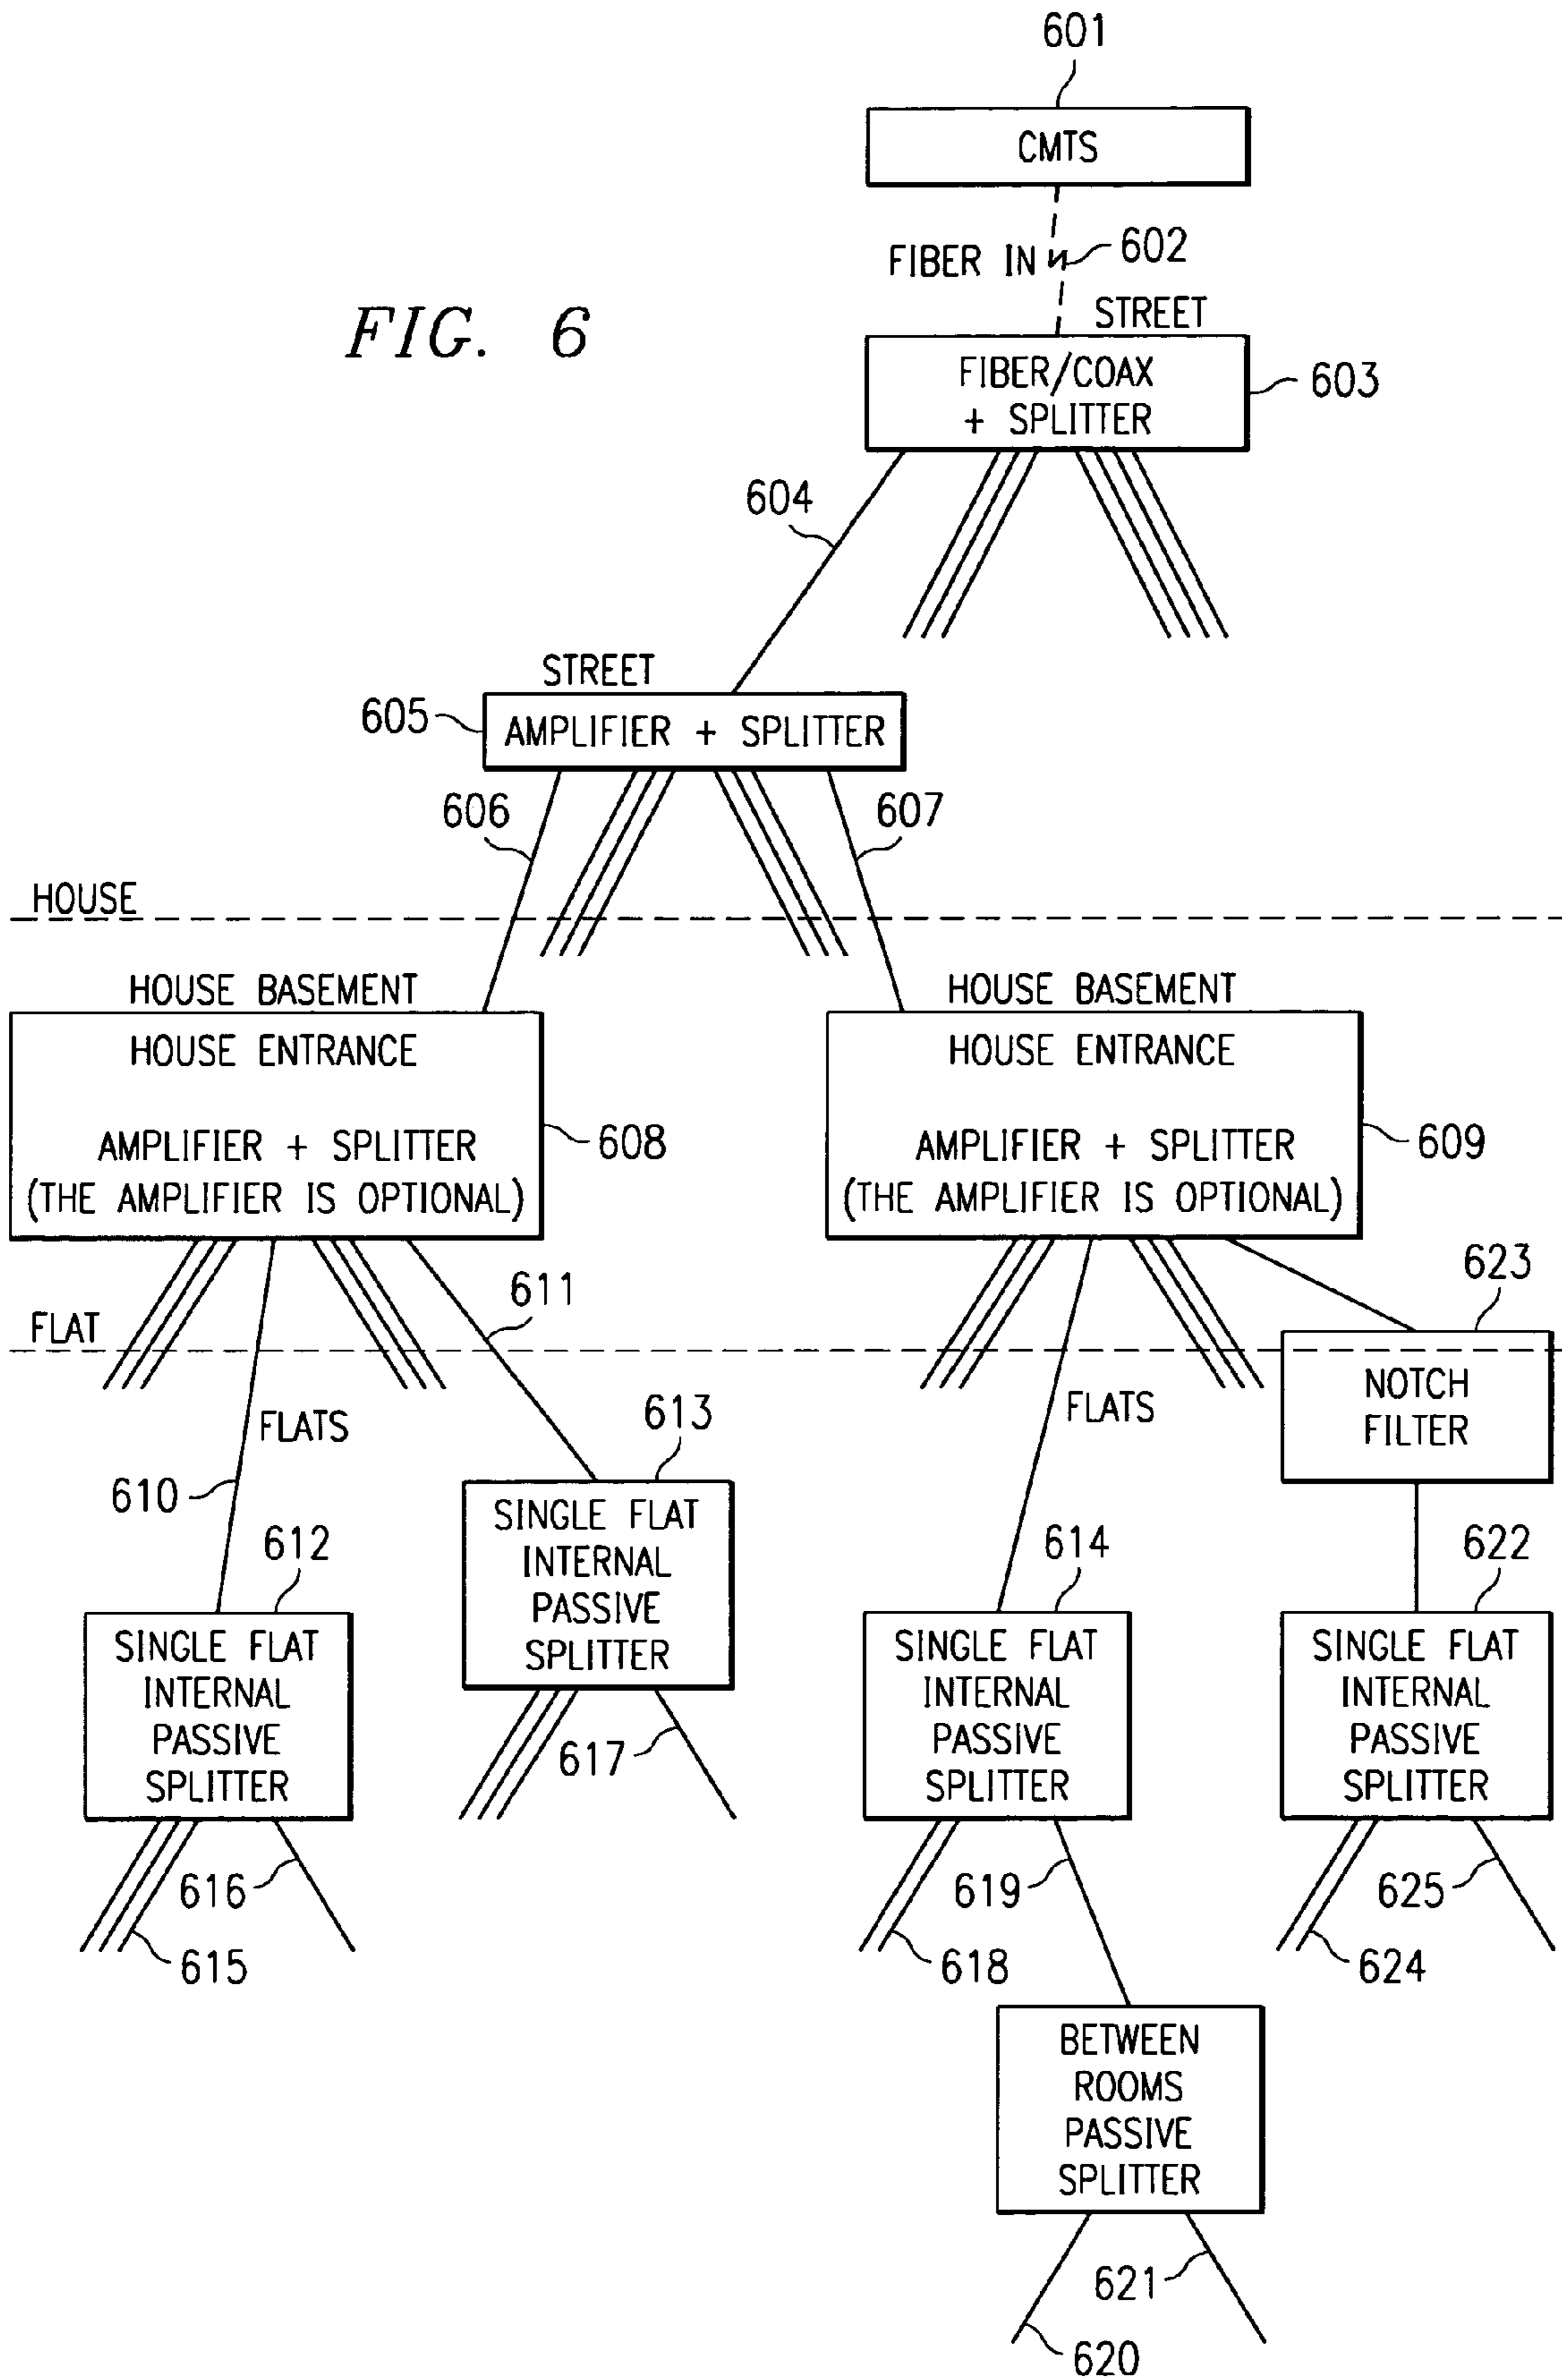 601
CMTS
FIBER IN
602
STREET
FIG. 6
FIBER/COAX
+ SPLITTER
603
604
STREET
605
AMPLIFIER + SPLITTER
606
607
HOUSE
HOUSE BASEMENT
HOUSE ENTRANCE
AMPLIFIER + SPLITTER
(THE AMPLIFIER IS OPTIONAL)
608
HOUSE BASEMENT
HOUSE ENTRANCE
AMPLIFIER + SPLITTER
(THE AMPLIFIER IS OPTIONAL)
609
611
623
FLAT
NOTCH
FILTER
FLATS
FLATS
610
613
SINGLE FLAT
INTERNAL
PASSIVE
SPLITTER
612
SINGLE FLAT
INTERNAL
PASSIVE
SPLITTER
614
SINGLE FLAT
INTERNAL
PASSIVE
SPLITTER
622
SINGLE FLAT
INTERNAL
PASSIVE
SPLITTER
617
616
615
619
618
625
624
BETWEEN
ROOMS
PASSIVE
SPLITTER
621
620